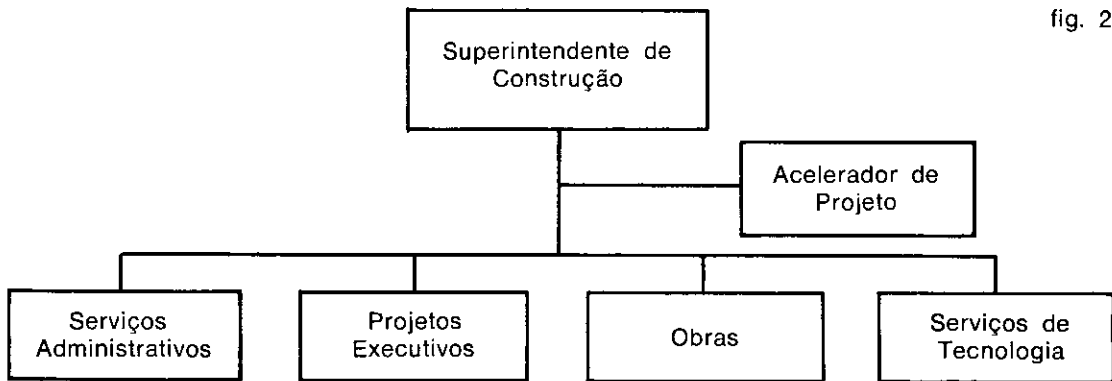 fig. 2
Superintendente de
Construção
Acelerador de
Projeto
Serviços
Administrativos
Projetos
Executivos
Obras
Serviços de
Tecnologia